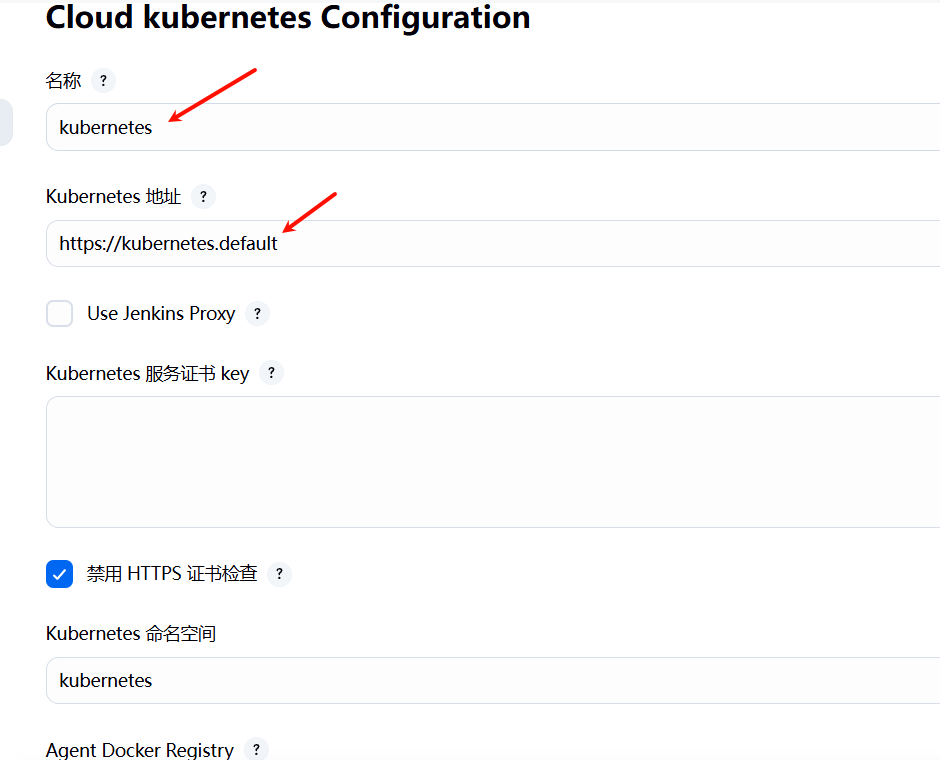 Cloud kubernetes Configuration
名称 ?
kubernetes
Kubernetes 地址 ?
https://kubernetes.default
Use Jenkins Proxy ?
Kubernetes 服务证书 key ?
禁用 HTTPS 证书检查 ?
Kubernetes 命名空间
kubernetes
Agent Docker Registry ?